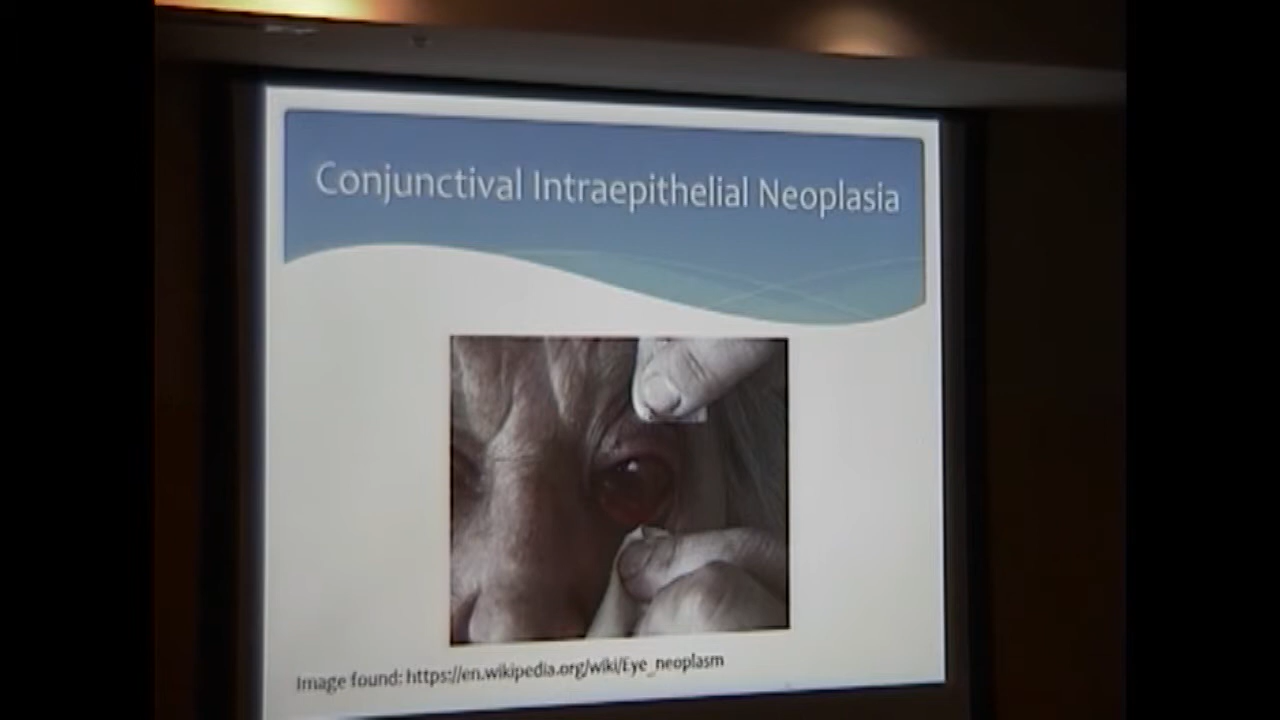 Conjunctival Intraepithelial Neoplasia
Image found: https://en.wikipedia.org/wiki/Eye_neoplasm